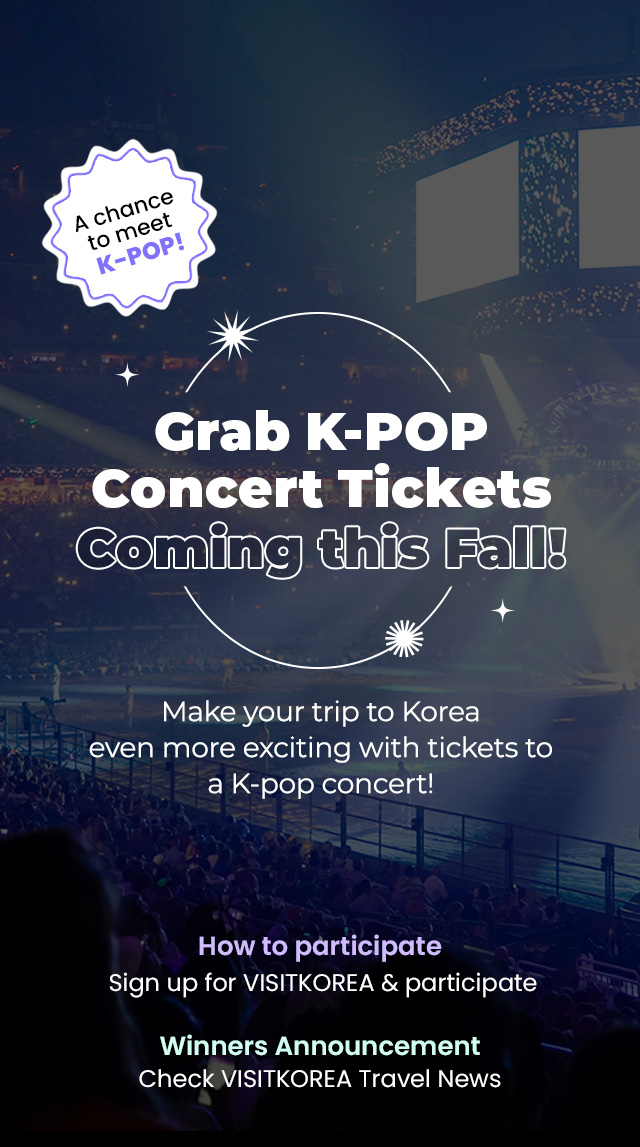 A chance
to meet
K-POP!
Grab K-POP
Concert Tickets
Coming this Fall!
Make your trip to Korea
even more exciting with tickets to
a K-pop concert!
How to participate
Sign up for VISITKOREA & participate
Winners Announcement
Check VISITKOREA Travel News